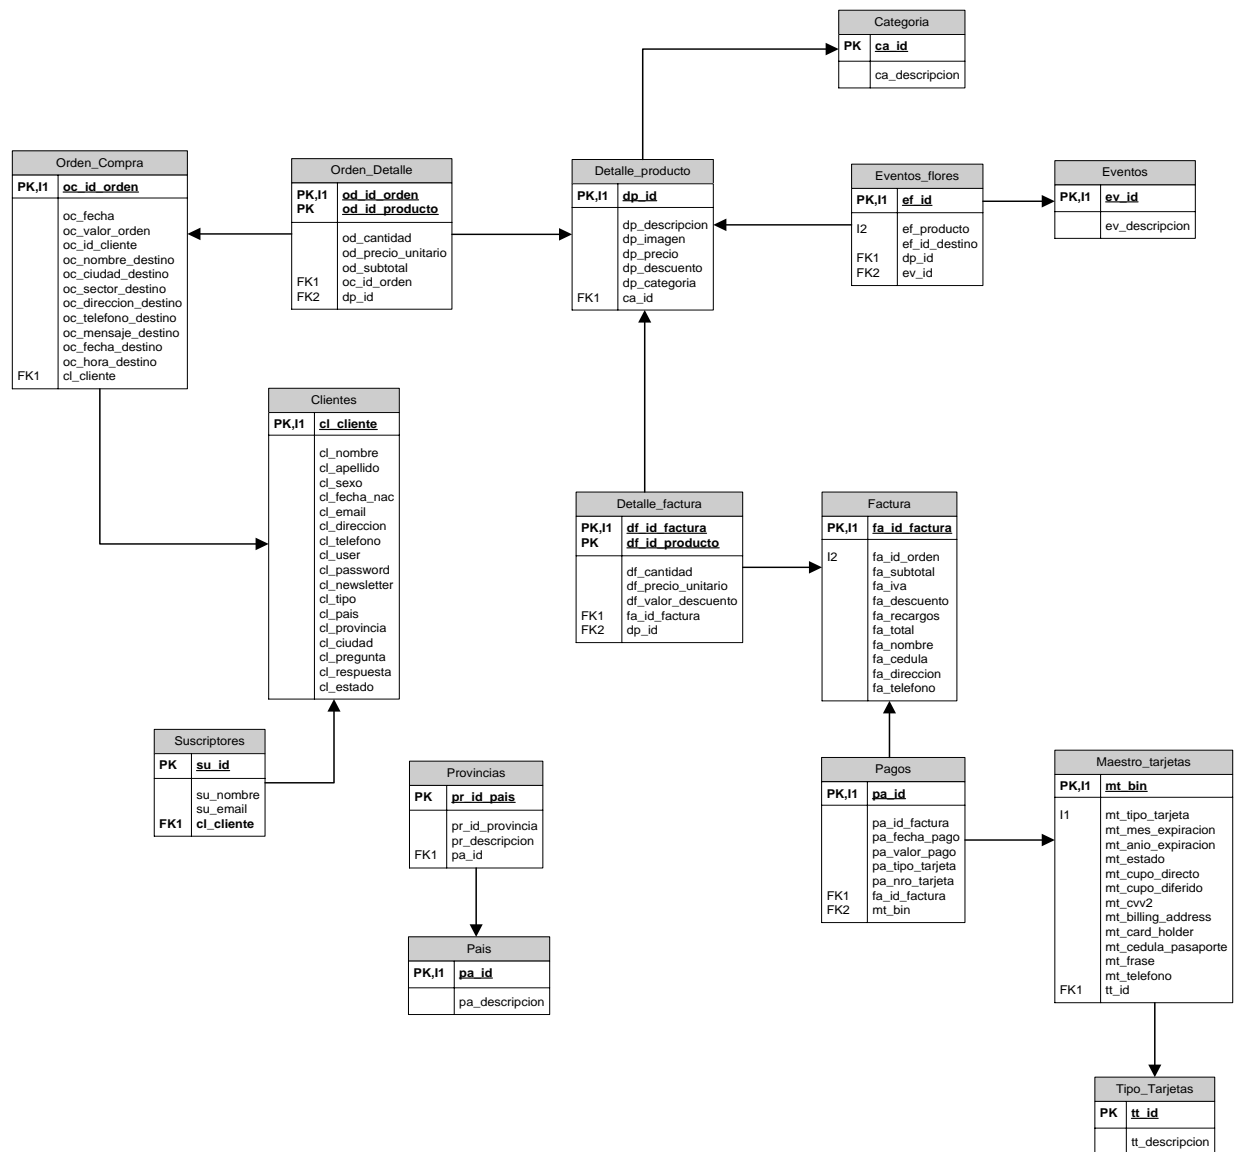 Categoria
PK ca_id
ca_descripcion
Orden_Compra
PK,I1 oc_id_orden
oc_fecha
oc_valor_orden
oc_id_cliente
oc_nombre_destino
oc_ciudad_destino
oc_sector_destino
oc_direccion_destino
oc_telefono_destino
oc_mensaje_destino
oc_fecha_destino
oc_hora_destino
FK1 cl_cliente
Orden_Detalle
PK,I1 od_id_orden
PK od_id_producto
od_cantidad
od_precio_unitario
od_subtotal
FK1 oc_id_orden
FK2 dp_id
Detalle_producto
PK,I1 dp_id
dp_descripcion
dp_imagen
dp_precio
dp_descuento
dp_categoria
FK1 ca_id
Eventos_flores
PK,I1 ef_id
I2 ef_producto
ef_id_destino
FK1 dp_id
FK2 ev_id
Eventos
PK,I1 ev_id
ev_descripcion
Clientes
PK,I1 cl_cliente
cl_nombre
cl_apellido
cl_sexo
cl_fecha_nac
cl_email
cl_direccion
cl_telefono
cl_user
cl_password
cl_newsletter
cl_tipo
cl_pais
cl_provincia
cl_ciudad
cl_pregunta
cl_respuesta
cl_estado
Detalle_factura
PK,I1 df_id_factura
PK df_id_producto
df_cantidad
df_precio_unitario
df_valor_descuento
FK1 fa_id_factura
FK2 dp_id
Factura
PK,I1 fa_id_factura
I2 fa_id_orden
fa_subtotal
fa_iva
fa_descuento
fa_recargos
fa_total
fa_nombre
fa_cedula
fa_direccion
fa_telefono
Suscriptores
PK su_id
su_nombre
su_email
FK1 cl_cliente
Provincias
PK pr_id_pais
pr_id_provincia
pr_descripcion
FK1 pa_id
Pais
PK,I1 pa_id
pa_descripcion
Pagos
PK,I1 pa_id
pa_id_factura
pa_fecha_pago
pa_valor_pago
pa_tipo_tarjeta
pa_nro_tarjeta
FK1 fa_id_factura
FK2 mt_bin
Maestro_tarjetas
PK,I1 mt_bin
I1 mt_tipo_tarjeta
mt_mes_expiracion
mt_anio_expiracion
mt_estado
mt_cupo_directo
mt_cupo_diferido
mt_cvv2
mt_billing_address
mt_card_holder
mt_cedula_pasaporte
mt_frase
mt_telefono
FK1 tt_id
Tipo_Tarjetas
PK tt_id
tt_descripcion